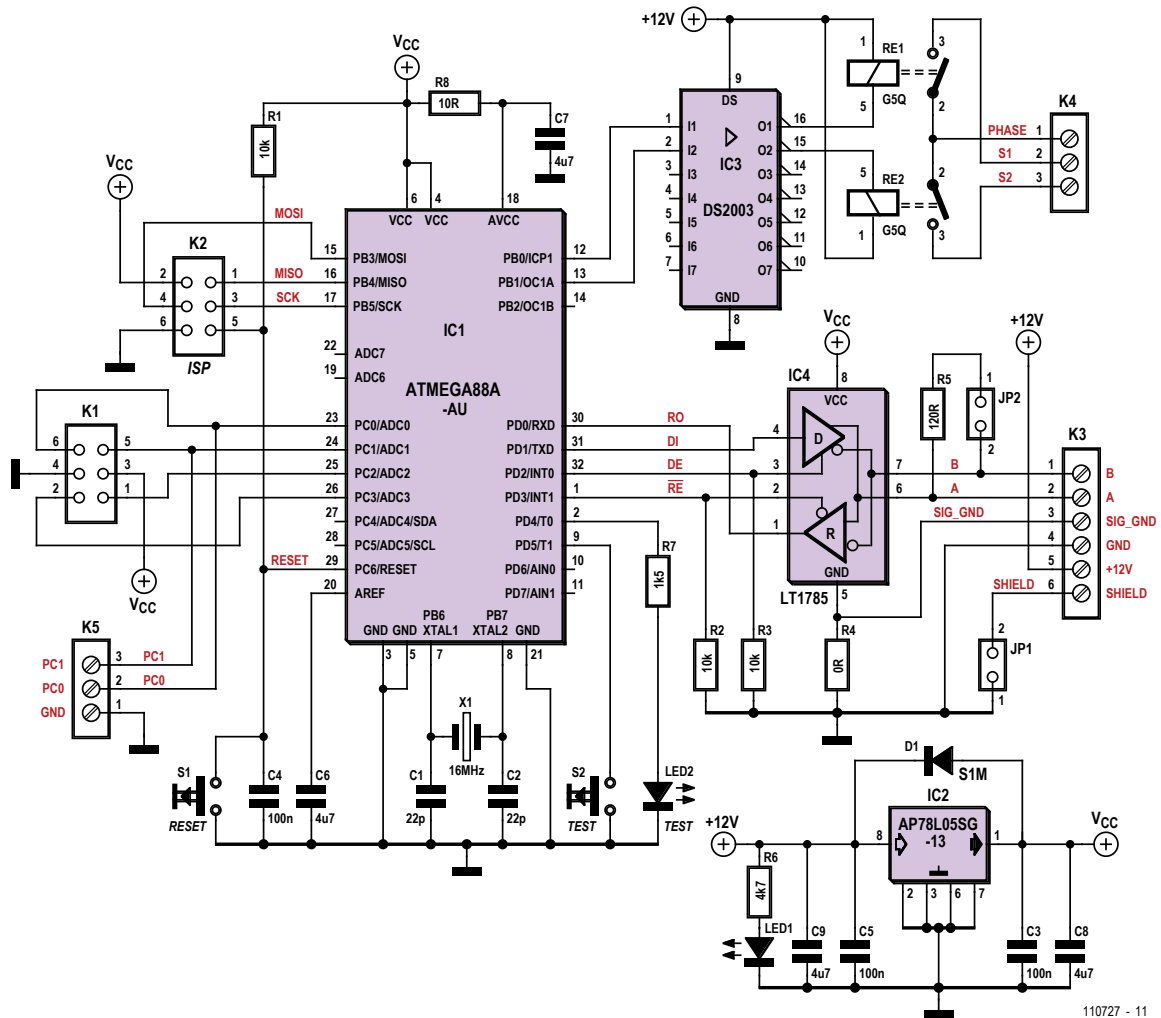 +12V
VCC
R8
10R
C7
4u7
R1
10k
VCC
K2
2
4
6
1
3
5
ISP
MOSI
MISO
SCK
6
VCC
4
VCC
18
AVCC
15 PB3/MOSI
16 PB4/MISO
17 PB5/SCK
22 ADC7
19 ADC6
23 PC0/ADC0
24 PC1/ADC1
25 PC2/ADC2
26 PC3/ADC3
27 PC4/ADC4/SDA
28 PC5/ADC5/SCL
29 PC6/RESET
20 AREF
IC1
ATMEGA88A
-AU
PB0/ICP1 12
PB1/OC1A 13
PB2/OC1B 14
PD0/RXD 30
PD1/TXD 31
PD2/INT0 32
PD3/INT1 1
PD4/T0 2
PD5/T1 9
PD6/AIN0 10
PD7/AIN1 11
GND GND
PB6
XTAL1
PB7
XTAL2
GND
3
5
7
8
21
K1
6
4
2
5
3
1
VCC
RESET
K5
PC1 3 PC1
PC0 2 PC0
GND 1
S1
RESET
C4
100n
C6
4u7
C1
22p
X1
16MHz
C2
22p
S2
TEST
LED2
TEST
R7
1k5
9
DS
1 I1
2 I2
3 I3
4 I4
5 I5
6 I6
7 I7
IC3
DS2003
O1 16
O2 15
O3 14
O4 13
O5 12
O6 11
O7 10
GND
8
1
RE1
5
G5Q
3
2
5
RE2
1
G5Q
2
3
K4
PHASE 1
S1 2
S2 3
VCC
IC4
8
VCC
RO
DI
DE
RE
4
3
2
1
D
R
7
6
GND
5
LT1785
R5
120R
JP2
1
2
+12V
K3
B 1 B
A 2 A
SIG_GND 3 SIG_GND
4 GND
5 +12V
SHIELD 6 SHIELD
R2
10k
R3
10k
R4
0R
JP1
2
1
D1
S1M
IC2
AP78L05SG
-13
+12V
8
1
VCC
2
3
6
7
R6
4k7
LED1
C9
4u7
C5
100n
C3
100n
C8
4u7
110727 - 11